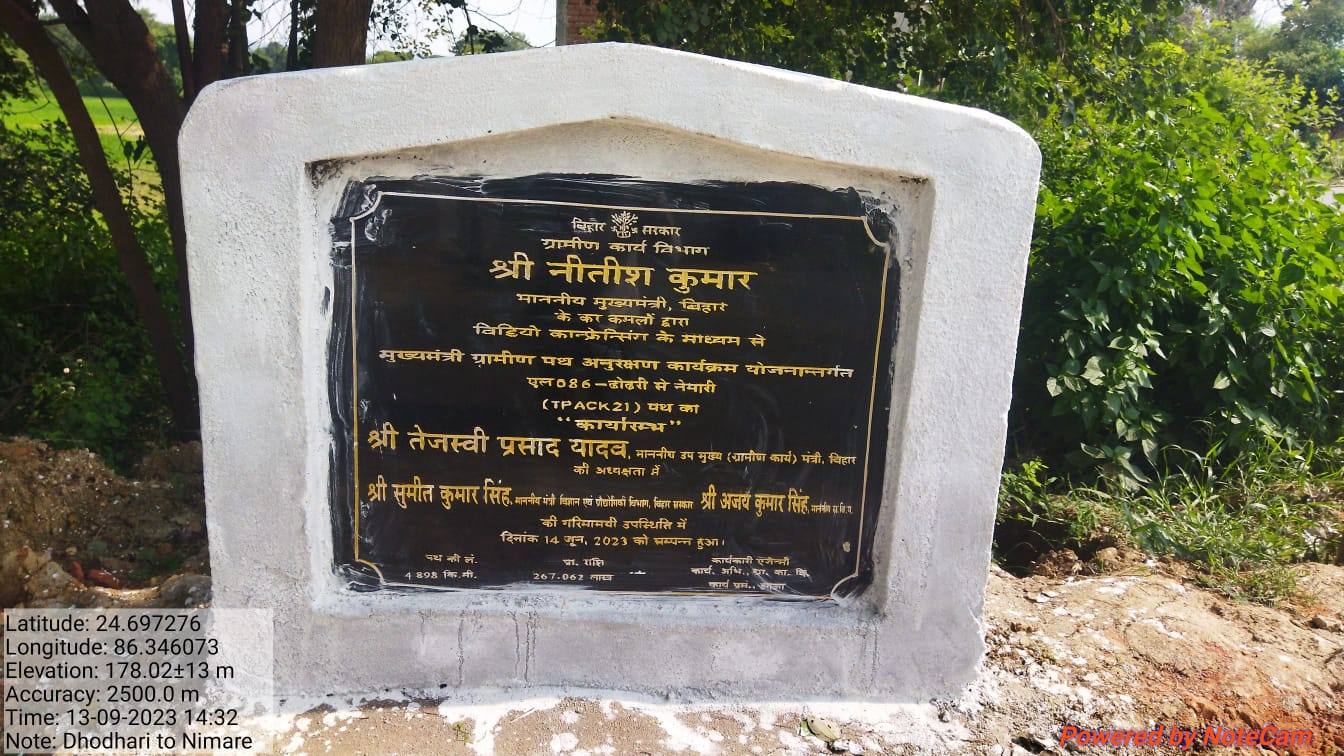 बिहार सरकार
ग्रामीण कार्य विभाग
श्री नीतीश कुमार
माननीय मुख्यमंत्री, बिहार
के कर कमलों द्वारा
विडियो कान्फ्रेन्सिंग के माध्यम से
मुख्यमंत्री ग्रामीण पथ अनुरक्षण कार्यक्रम योजनान्तर्गत
एल086-ढोढरी से नेमारी
(TPACK21) पथ का
“कार्यारम्भ”
श्री तेजस्वी प्रसाद यादव, माननीय उप मुख्य (ग्रामीण कार्य) मंत्री, बिहार
की अध्यक्षता में
श्री सुमीत कुमार सिंह, माननीय मंत्री विज्ञान एवं प्रौद्योगिकी विभाग, बिहार सरकार श्री अजय कुमार सिंह, माननीय स. वि. प.
की गरिमामयी उपस्थिति में
दिनांक 14 जून, 2023 को सम्पन्न हुआ।
पथ की लं. प्रा. राशि कार्यकारी एजेन्सी
4.898 कि.मी. 267.062 लाख कार्य. अभि., ग्रा. का. वि.
कार्य प्रम.,
Latitude: 24.697276
Longitude: 86.346073
Elevation: 178.02±13 m
Accuracy: 2500.0 m
Time: 13-09-2023 14:32
Note: Dhodhari to Nimare
Powered by NoteCam